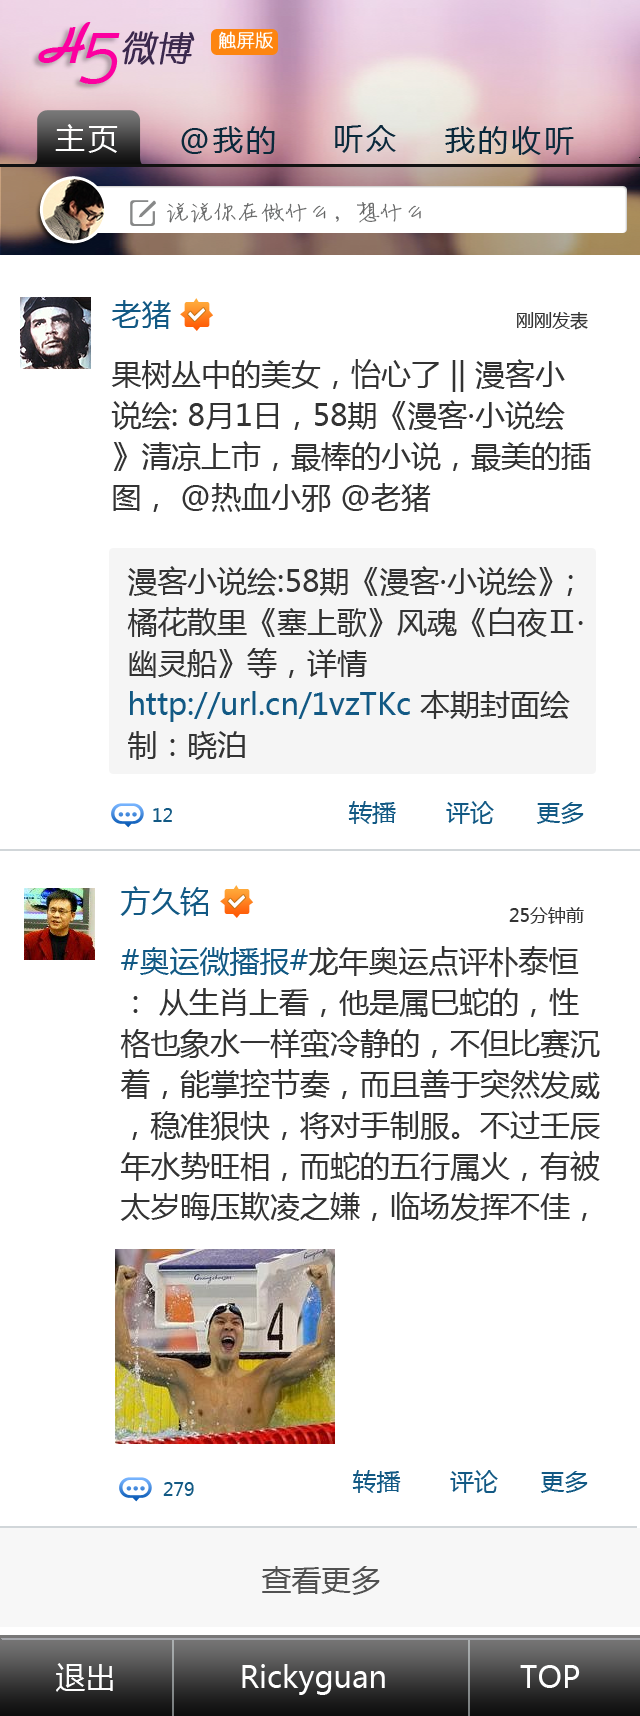 H5微博 触屏版
主页 @我的 听众 我的收听
说说你在做什么，想什么
老猪 刚刚发表
果树丛中的美女，怡心了 || 漫客小
说绘: 8月1日，58期《漫客·小说绘
》清凉上市，最棒的小说，最美的插
图， @热血小邪 @老猪
漫客小说绘:58期《漫客·小说绘》;
橘花散里《塞上歌》风魂《白夜Ⅱ·
幽灵船》等，详情
http://url.cn/1vzTKc 本期封面绘
制：晓泊
12 转播 评论 更多
方久铭 25分钟前
#奥运微播报#龙年奥运点评朴泰恒
： 从生肖上看，他是属巳蛇的，性
格也象水一样蛮冷静的，不但比赛沉
着，能掌控节奏，而且善于突然发威
，稳准狠快，将对手制服。不过壬辰
年水势旺相，而蛇的五行属火，有被
太岁晦压欺凌之嫌，临场发挥不佳，
4
279 转播 评论 更多
查看更多
退出 Rickyguan TOP